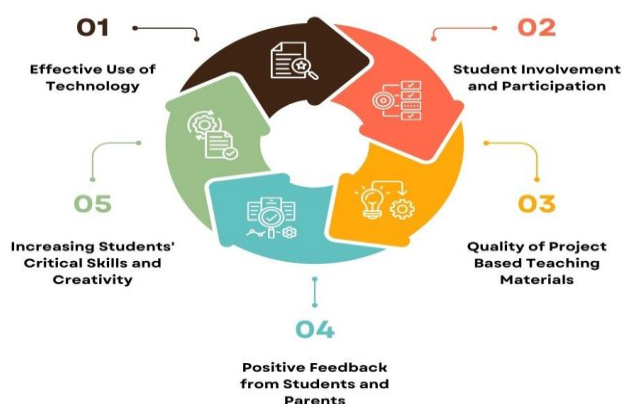 01
Effective Use of
Technology
02
Student Involvement
and Participation
03
Quality of Project
Based Teaching
Materials
04
Positive Feedback
from Students and
Parents
05
Increasing Students'
Critical Skills and
Creativity